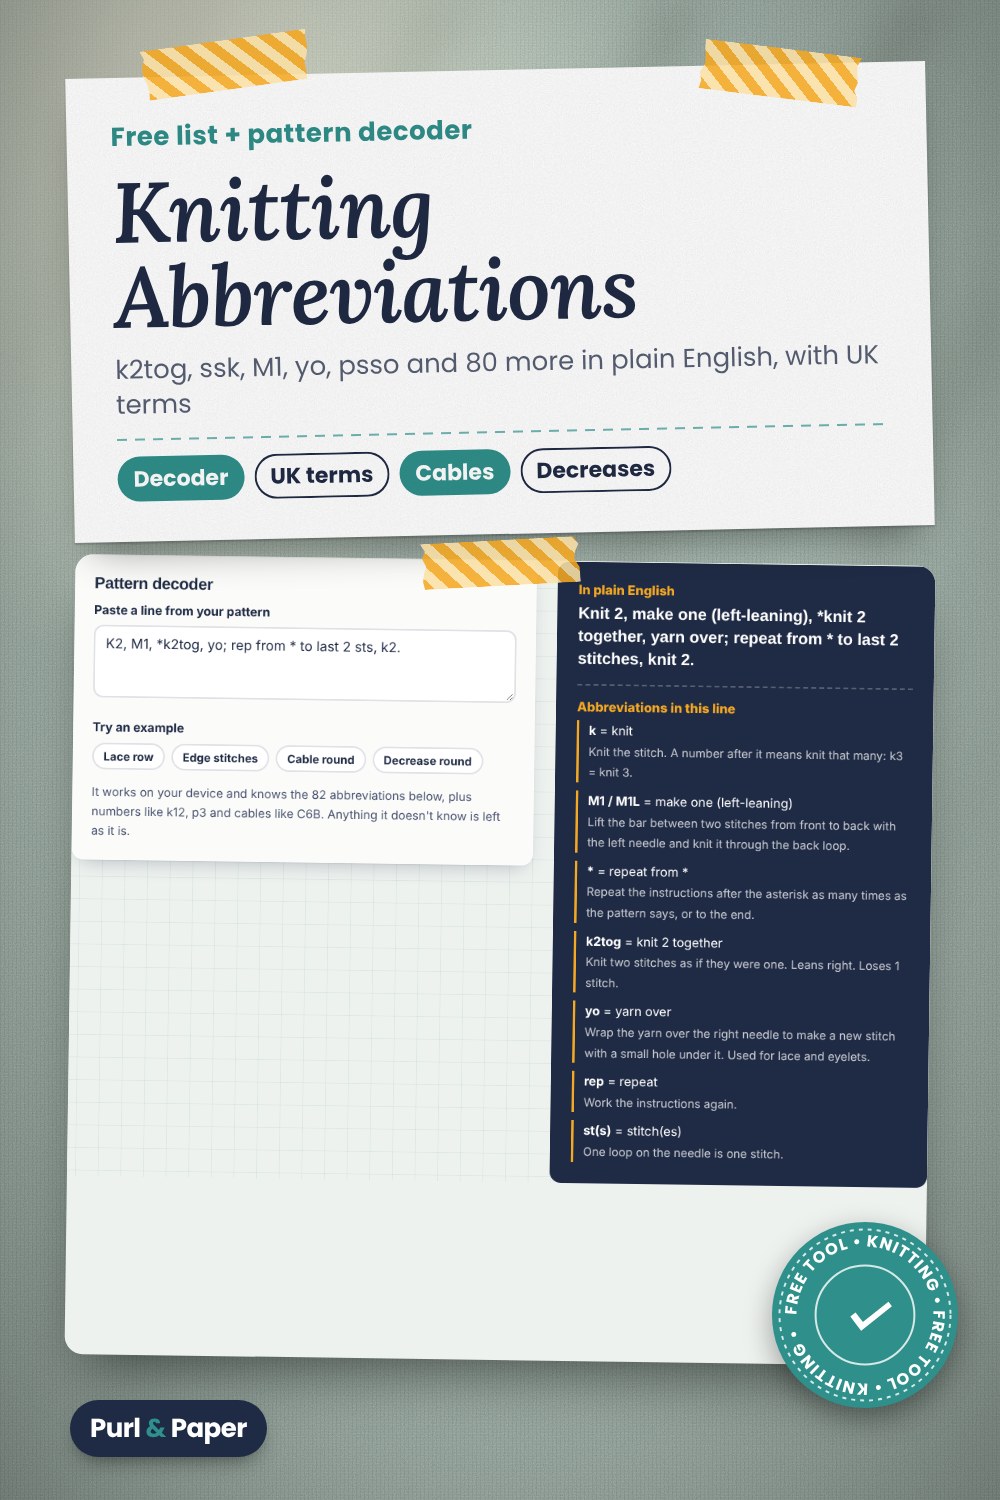 Free list + pattern decoder
Knitting
Abbreviations
k2tog, ssk, M1, yo, psso and 80 more in plain English, with UK
terms
Decoder
UK terms
Cables
Decreases
Pattern decoder
Paste a line from your pattern
K2, M1, *k2tog, yo; rep from * to last 2 sts, k2.
Try an example
Lace row
Edge stitches
Cable round
Decrease round
It works on your device and knows the 82 abbreviations below, plus
numbers like k12, p3 and cables like C6B. Anything it doesn't know is left
as it is.
In plain English
Knit 2, make one (left-leaning), *knit 2
together, yarn over; repeat from * to last 2
stitches, knit 2.
Abbreviations in this line
k = knit
Knit the stitch. A number after it means knit that many: k3
= knit 3.
M1 / M1L = make one (left-leaning)
Lift the bar between two stitches from front to back with
the left needle and knit it through the back loop.
* = repeat from *
Repeat the instructions after the asterisk as many times as
the pattern says, or to the end.
k2tog = knit 2 together
Knit two stitches as if they were one. Leans right. Loses 1
stitch.
yo = yarn over
Wrap the yarn over the right needle to make a new stitch
with a small hole under it. Used for lace and eyelets.
rep = repeat
Work the instructions again.
st(s) = stitch(es)
One loop on the needle is one stitch.
FREE TOOL • KNITTING • FREE TOOL • KNITTING •
Purl & Paper